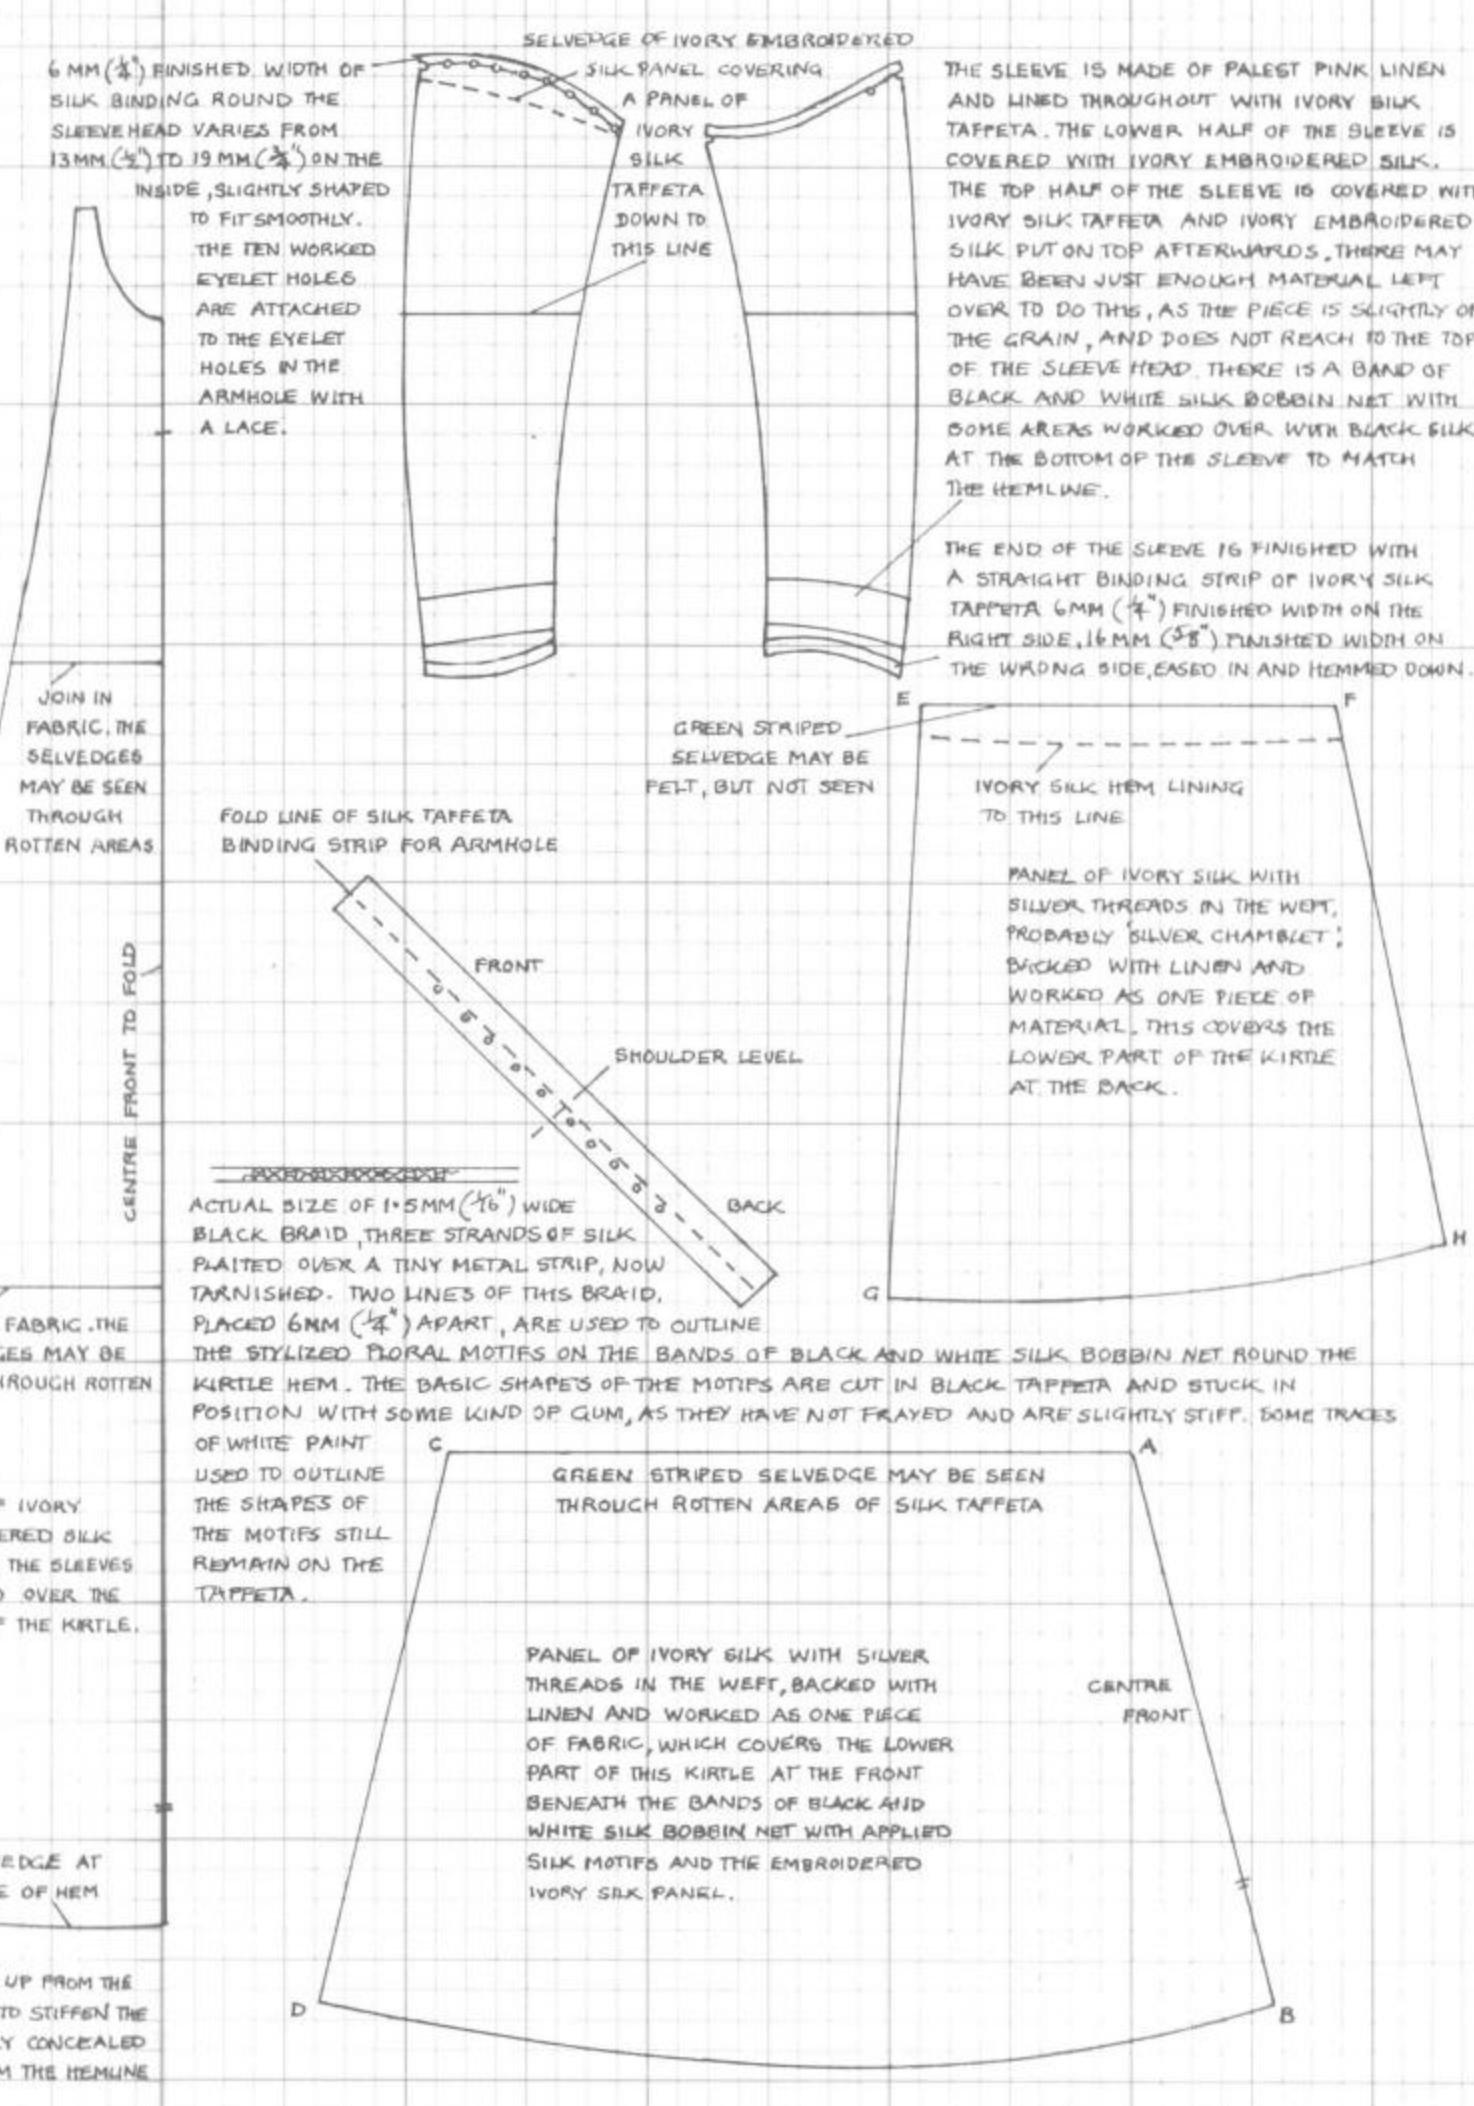 SELVEDGE OF IVORY EMBROIDERED
SILK PANEL COVERING
A PANEL OF
IVORY
SILK
TAFFETA
DOWN TO
THIS LINE
6 MM (¼") FINISHED WIDTH OF
SILK BINDING ROUND THE
SLEEVEHEAD VARIES FROM
13MM (½") TO 19 MM (¾") ON THE
INSIDE, SLIGHTLY SHAPED
TO FIT SMOOTHLY.
THE TEN WORKED
EYELET HOLES
ARE ATTACHED
TO THE EYELET
HOLES IN THE
ARMHOLE WITH
A LACE.
THE SLEEVE IS MADE OF PALEST PINK LINEN
AND LINED THROUGHOUT WITH IVORY SILK
TAFFETA. THE LOWER HALF OF THE SLEEVE IS
COVERED WITH IVORY EMBROIDERED SILK.
THE TOP HALF OF THE SLEEVE IS COVERED WIT
IVORY SILK TAFFETA AND IVORY EMBROIDERED
SILK PUT ON TOP AFTERWARDS. THERE MAY
HAVE BEEN JUST ENOUGH MATERIAL LEFT
OVER TO DO THIS, AS THE PIECE IS SLIGHTLY OF
THE GRAIN, AND DOES NOT REACH TO THE TOP
OF THE SLEEVE HEAD. THERE IS A BAND OF
BLACK AND WHITE SILK BOBBIN NET WITH
SOME AREAS WORKED OVER WITH BLACK SILK
AT THE BOTTOM OF THE SLEEVE TO MATCH
THE HEMLINE.
THE END OF THE SLEEVE IS FINISHED WITH
A STRAIGHT BINDING STRIP OF IVORY SILK
TAFFETA 6MM (¼") FINISHED WIDTH ON THE
RIGHT SIDE, 16 MM (⅝") FINISHED WIDTH ON
THE WRONG SIDE, EASED IN AND HEMMED DOWN.
JOIN IN
FABRIC. THE
SELVEDGES
MAY BE SEEN
THROUGH
ROTTEN AREAS
E
F
GREEN STRIPED
SELVEDGE MAY BE
FELT, BUT NOT SEEN
IVORY SILK HEM LINING
TO THIS LINE
PANEL OF IVORY SILK WITH
SILVER THREADS IN THE WEFT,
PROBABLY 'SILVER CHAMBLET';
BACKED WITH LINEN AND
WORKED AS ONE PIECE OF
MATERIAL. THIS COVERS THE
LOWER PART OF THE KIRTLE
AT THE BACK.
G
H
FOLD LINE OF SILK TAFFETA
BINDING STRIP FOR ARMHOLE
FRONT
SHOULDER LEVEL
BACK
CENTRE FRONT TO FOLD
ACTUAL SIZE OF 1·5MM (1/16") WIDE
BLACK BRAID, THREE STRANDS OF SILK
PLAITED OVER A TINY METAL STRIP, NOW
TARNISHED. TWO LINES OF THIS BRAID,
PLACED 6MM (¼") APART, ARE USED TO OUTLINE
THE STYLIZED FLORAL MOTIFS ON THE BANDS OF BLACK AND WHITE SILK BOBBIN NET ROUND THE
KIRTLE HEM. THE BASIC SHAPES OF THE MOTIFS ARE CUT IN BLACK TAFFETA AND STUCK IN
POSITION WITH SOME KIND OF GUM, AS THEY HAVE NOT FRAYED AND ARE SLIGHTLY STIFF. SOME TRACES
OF WHITE PAINT
USED TO OUTLINE
THE SHAPES OF
THE MOTIFS STILL
REMAIN ON THE
TAFFETA.
FABRIC. THE
GES MAY BE
HROUGH ROTTEN
F IVORY
ERED SILK
THE SLEEVES
D OVER THE
F THE KIRTLE.
EDGE AT
E OF HEM
UP FROM THE
TO STIFFEN THE
Y CONCEALED
M THE HEMLINE
C
A
GREEN STRIPED SELVEDGE MAY BE SEEN
THROUGH ROTTEN AREAS OF SILK TAFFETA
PANEL OF IVORY SILK WITH SILVER
THREADS IN THE WEFT, BACKED WITH
LINEN AND WORKED AS ONE PIECE
OF FABRIC, WHICH COVERS THE LOWER
PART OF THIS KIRTLE AT THE FRONT
BENEATH THE BANDS OF BLACK AND
WHITE SILK BOBBIN NET WITH APPLIED
SILK MOTIFS AND THE EMBROIDERED
IVORY SILK PANEL.
CENTRE
FRONT
D
B